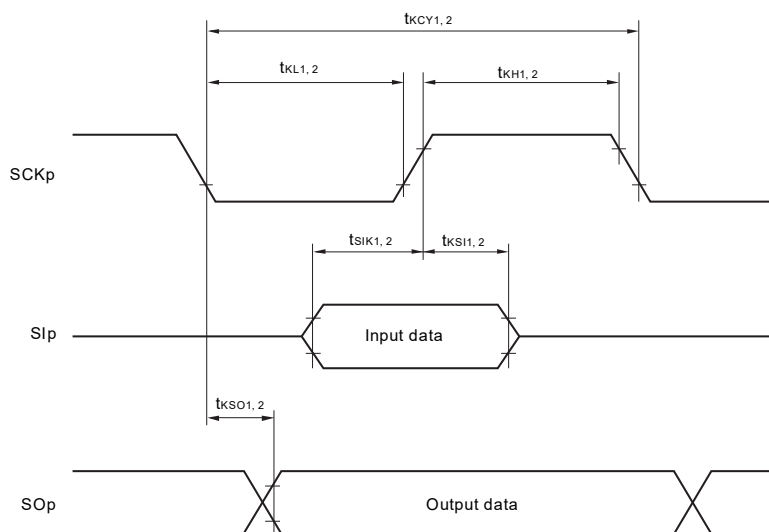 tKCY1, 2
tKL1, 2
tKH1, 2
SCKp
tSIK1, 2
tKSI1, 2
SIp
Input data
tKSO1, 2
SOp
Output data